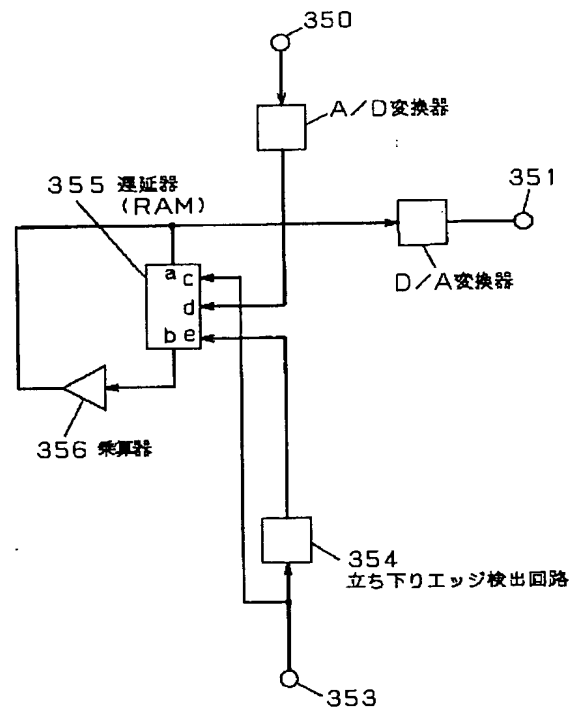 350
A/D変換器
355 遅延器
(RAM)
351
a
c
d
b e
D/A変換器
356 乗算器
354
立ち下りエッジ検出回路
353